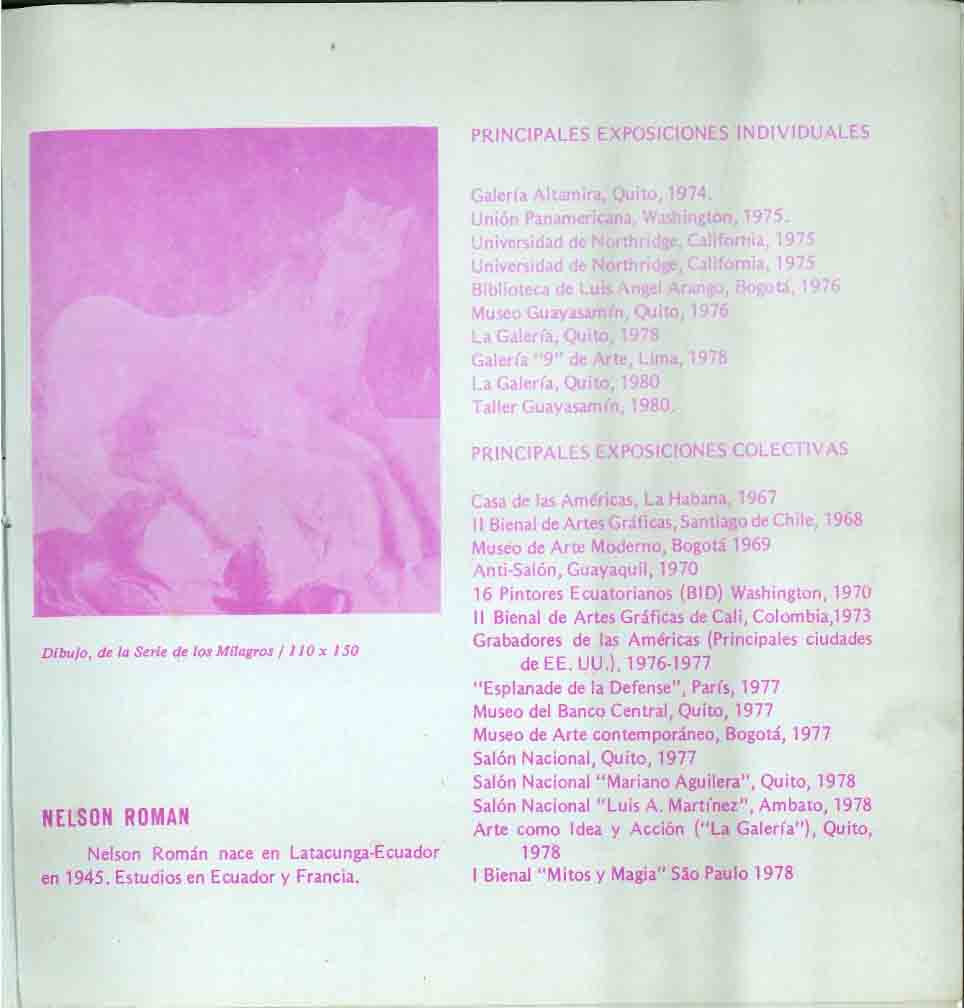 Dibujo, de la Serie de los Milagros / 110 x 150
NELSON ROMAN
Nelson Román nace en Latacunga-Ecuador
en 1945. Estudios en Ecuador y Francia.
PRINCIPALES EXPOSICIONES INDIVIDUALES
Galería Altamira, Quito, 1974.
Unión Panamericana, Washington, 1975.
Universidad de Northridge, California, 1975
Universidad de Northridge, California, 1975
Biblioteca de Luis Angel Arango, Bogotá, 1976
Museo Guayasamín, Quito, 1976
La Galería, Quito, 1978
Galería "9" de Arte, Lima, 1978
La Galería, Quito, 1980
Taller Guayasamín, 1980.
PRINCIPALES EXPOSICIONES COLECTIVAS
Casa de las Américas, La Habana, 1967
II Bienal de Artes Gráficas, Santiago de Chile, 1968
Museo de Arte Moderno, Bogotá 1969
Anti-Salón, Guayaquil, 1970
16 Pintores Ecuatorianos (BID) Washington, 1970
II Bienal de Artes Gráficas de Cali, Colombia,1973
Grabadores de las Américas (Principales ciudades
de EE. UU.), 1976-1977
"Esplanade de la Defense", París, 1977
Museo del Banco Central, Quito, 1977
Museo de Arte contemporáneo, Bogotá, 1977
Salón Nacional, Quito, 1977
Salón Nacional "Mariano Aguilera", Quito, 1978
Salón Nacional "Luis A. Martínez", Ambato, 1978
Arte como Idea y Acción ("La Galería"), Quito,
1978
I Bienal "Mitos y Magia" São Paulo 1978